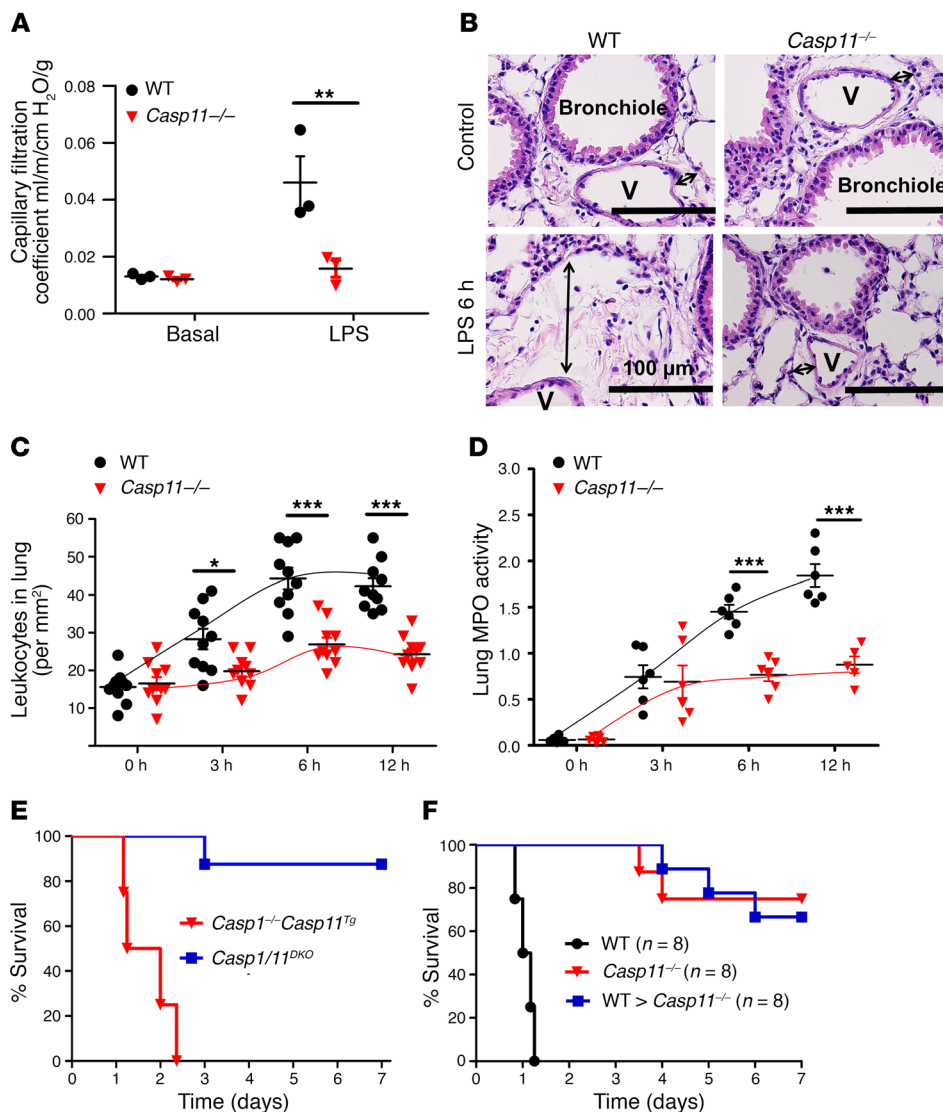 A
WT
Casp11–/–
Capillary filtration
coefficient ml/m/cm H2O/g
0.08
0.06
0.04
0.02
0.00
**
Basal
LPS
B
WT
Casp11–/–
Control
LPS 6 h
Bronchiole
V
V
Bronchiole
100 µm
V
V
C
WT
Casp11–/–
Leukocytes in lung
(per mm2)
60
50
40
30
20
10
0
*
***
***
0 h
3 h
6 h
12 h
D
WT
Casp11–/–
Lung MPO activity
3.0
2.5
2.0
1.5
1.0
0.5
0.0
***
***
0 h
3 h
6 h
12 h
E
% Survival
100
80
60
40
20
0
Casp1–/–Casp11Tg
Casp1/11DKO
0
1
2
3
4
5
6
7
Time (days)
F
% Survival
100
80
60
40
20
0
WT (n = 8)
Casp11–/– (n = 8)
WT > Casp11–/– (n = 8)
0
1
2
3
4
5
6
7
Time (days)